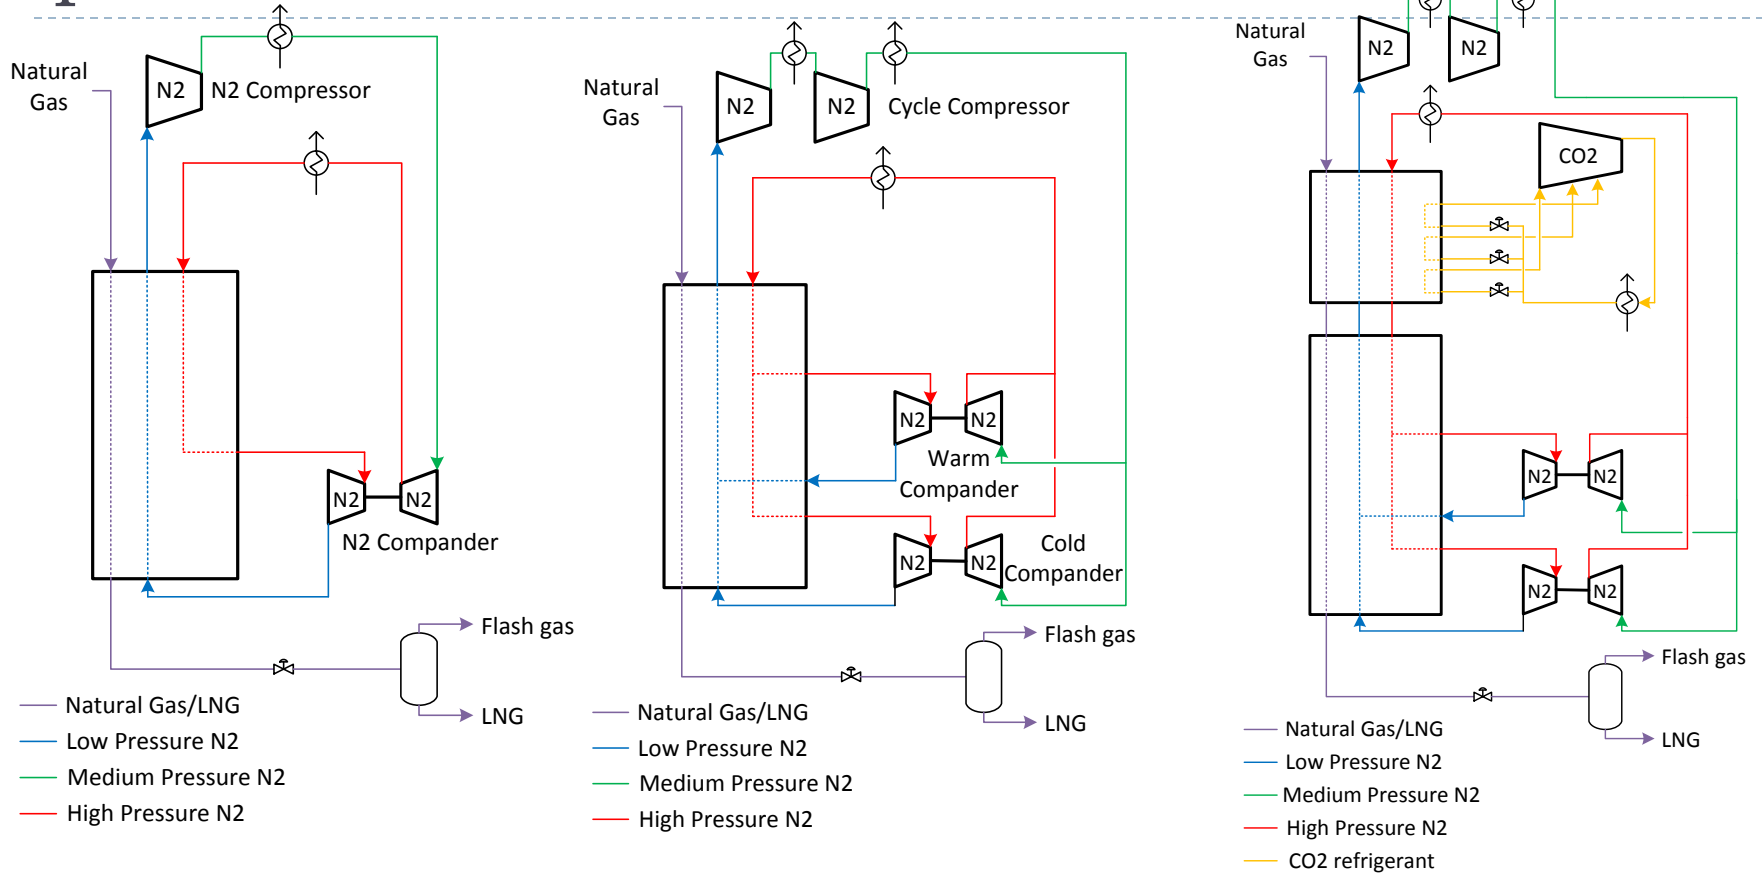 Natural
Gas
N2
N2 Compressor
N2
N2
N2 Compander
Flash gas
LNG
Natural Gas/LNG
Low Pressure N2
Medium Pressure N2
High Pressure N2
Natural
Gas
N2
N2
Cycle Compressor
N2
N2
Warm
Compander
N2
N2
Cold
Compander
Flash gas
LNG
Natural Gas/LNG
Low Pressure N2
Medium Pressure N2
High Pressure N2
Natural
Gas
N2
N2
CO2
N2
N2
N2
N2
Flash gas
LNG
Natural Gas/LNG
Low Pressure N2
Medium Pressure N2
High Pressure N2
CO2 refrigerant